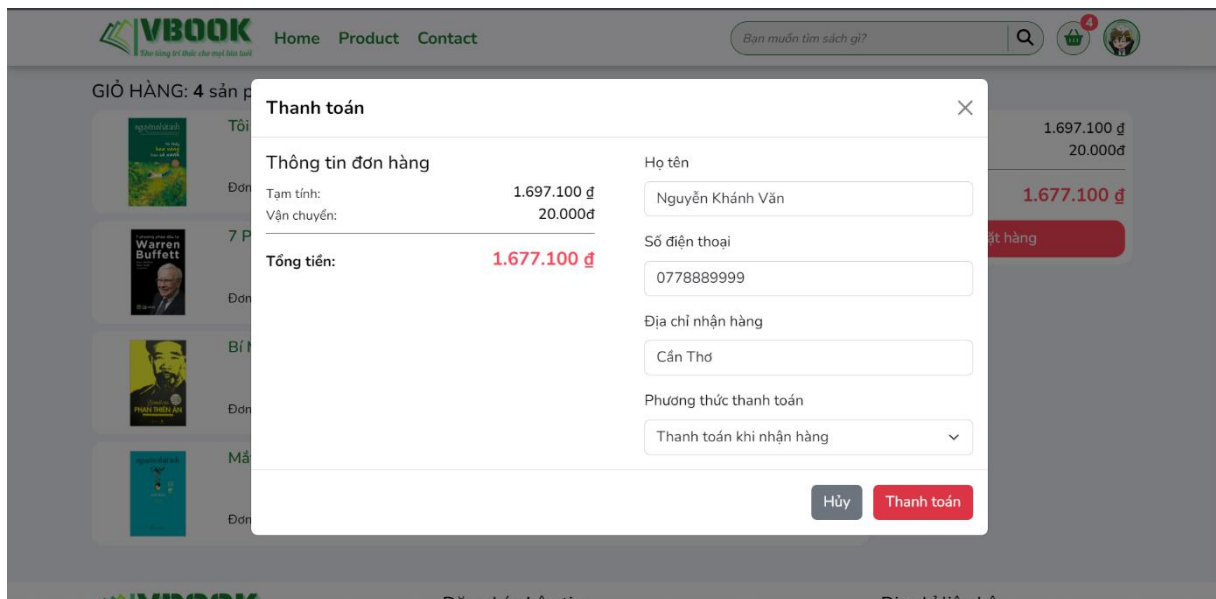 VBOOK
Home Product Contact
Bạn muốn tìm sách gì?
4
GIỎ HÀNG: 4 sản p
Thanh toán
Thông tin đơn hàng
Tạm tính: 1.697.100 ₫
Vận chuyển: 20.000đ
Tổng tiền: 1.677.100 ₫
Họ tên
Nguyễn Khánh Văn
Số điện thoại
0778889999
Địa chỉ nhận hàng
Cần Thơ
Phương thức thanh toán
Thanh toán khi nhận hàng
Hủy Thanh toán
Tôi
Đơn
Warren
Buffett
7 P
Đơn
PHAN THIÊN ÂN
Bí
Đơn
Mắ
Đơn
1.697.100 ₫
20.000đ
1.677.100 ₫
ặt hàng